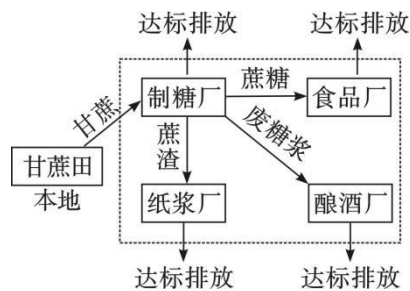 达标排放
达标排放
制糖厂
蔗糖
食品厂
甘蔗
蔗渣
废糖浆
甘蔗田
本地
纸浆厂
酿酒厂
达标排放
达标排放